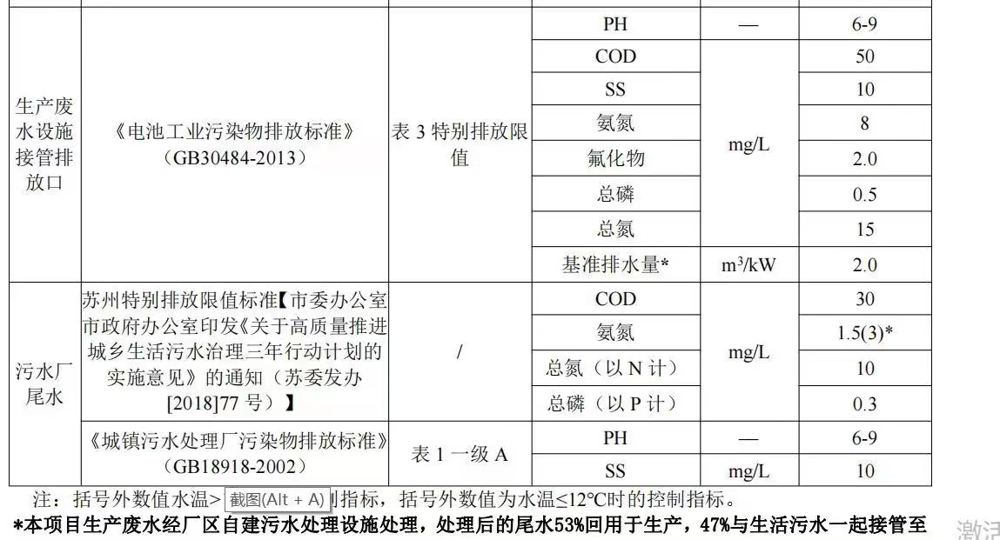 PH — 6-9
COD 50
SS 10
氨氮 8
氟化物 mg/L 2.0
总磷 0.5
总氮 15
基准排水量* m³/kW 2.0
生产废
水设施
接管排
放口
《电池工业污染物排放标准》
（GB30484-2013）
表 3 特别排放限
值
污水厂
尾水
苏州特别排放限值标准【市委办公室
市政府办公室印发《关于高质量推进
城乡生活污水治理三年行动计划的
实施意见》的通知（苏委发办
[2018]77 号）】
/
COD 30
氨氮 1.5(3)*
mg/L
总氮（以 N 计） 10
总磷（以 P 计） 0.3
《城镇污水处理厂污染物排放标准》
（GB18918-2002）
表 1 一级 A
PH — 6-9
SS mg/L 10
注：括号外数值水温> 截图(Alt + A) 制指标，括号外数值为水温≤12℃时的控制指标。
*本项目生产废水经厂区自建污水处理设施处理，处理后的尾水53%回用于生产，47%与生活污水一起接管至
激活